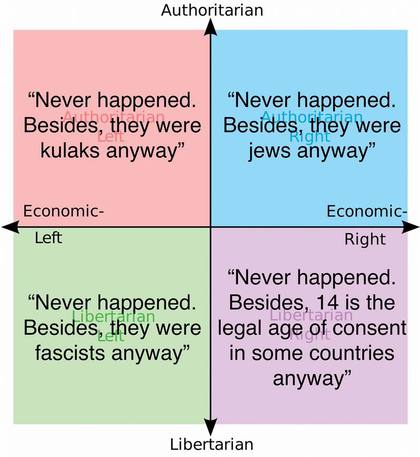 Authoritarian
“Never happened.
Besides, they were
kulaks anyway”
Authoritarian
Left
“Never happened.
Besides, they were
jews anyway”
Authoritarian
Right
Economic-
Left
Economic-
Right
“Never happened.
Besides, they were
fascists anyway”
Libertarian
Left
“Never happened.
Besides, 14 is the
legal age of consent
in some countries
anyway”
Libertarian
Right
Libertarian